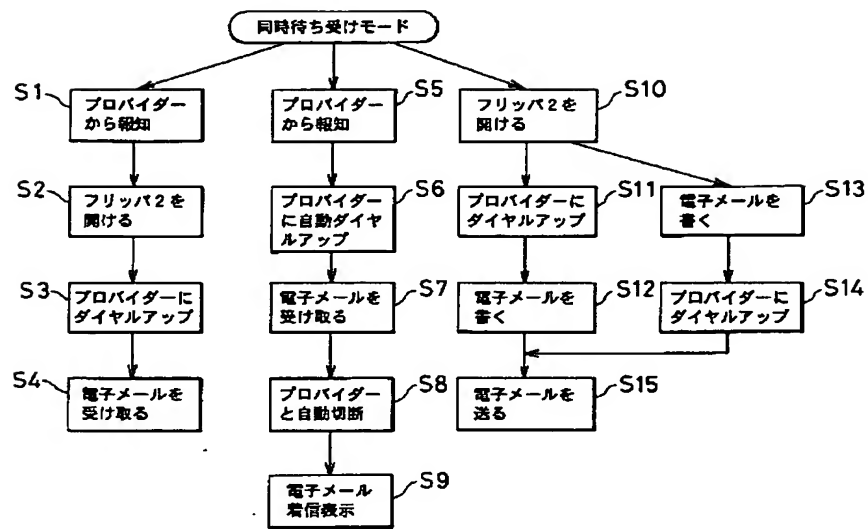 同時待ち受けモード
S1
プロバイダー
から報知
S5
プロバイダー
から報知
S10
フリッパ2を
開ける
S2
フリッパ2を
開ける
S6
プロバイダー
に自動ダイヤ
ルアップ
S11
プロバイダーに
ダイヤルアップ
S13
電子メールを
書く
S3
プロバイダーに
ダイヤルアップ
S7
電子メールを
受け取る
S12
電子メールを
書く
S14
プロバイダーに
ダイヤルアップ
S4
電子メールを
受け取る
S8
プロバイダー
と自動切断
S15
電子メールを
送る
S9
電子メール
着信表示